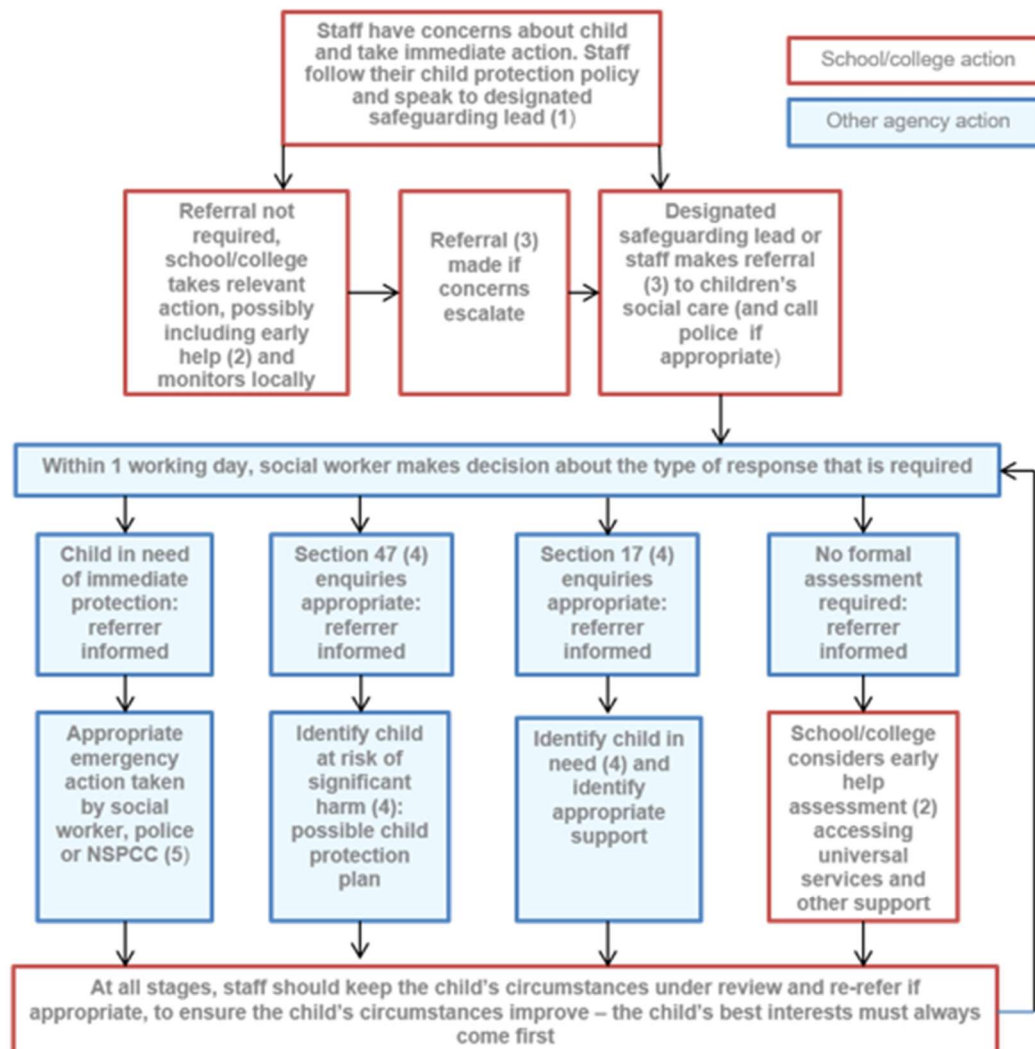 Staff have concerns about child
and take immediate action. Staff
follow their child protection policy
and speak to designated
safeguarding lead (1)
School/college action
Other agency action
Referral not
required,
school/college
takes relevant
action, possibly
including early
help (2) and
monitors locally
Referral (3)
made if
concerns
escalate
Designated
safeguarding lead or
staff makes referral
(3) to children's
social care (and call
police if
appropriate)
Within 1 working day, social worker makes decision about the type of response that is required
Child in need
of immediate
protection:
referrer
informed
Section 47 (4)
enquiries
appropriate:
referrer
informed
Section 17 (4)
enquiries
appropriate:
referrer
informed
No formal
assessment
required:
referrer
informed
Appropriate
emergency
action taken
by social
worker, police
or NSPCC (5)
Identify child
at risk of
significant
harm (4):
possible child
protection
plan
Identify child in
need (4) and
identify
appropriate
support
School/college
considers early
help
assessment (2)
accessing
universal
services and
other support
At all stages, staff should keep the child's circumstances under review and re-refer if
appropriate, to ensure the child's circumstances improve – the child's best interests must always
come first